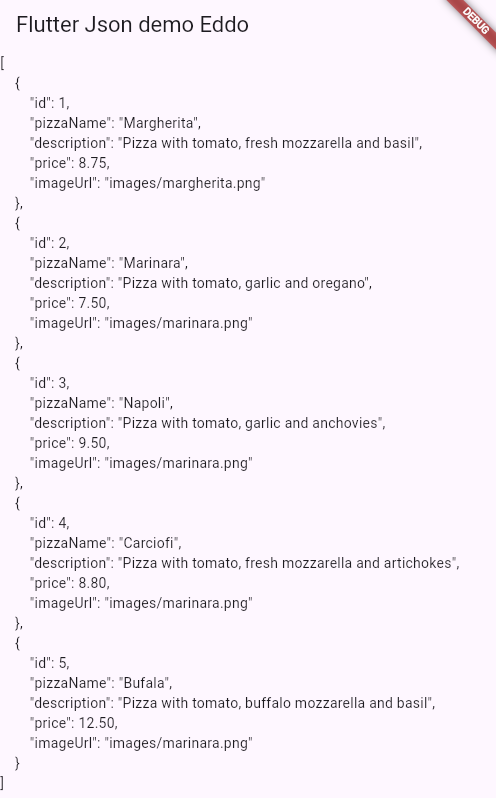 Flutter Json demo Eddo
DEBUG
[
    {
        "id": 1,
        "pizzaName": "Margherita",
        "description": "Pizza with tomato, fresh mozzarella and basil",
        "price": 8.75,
        "imageUrl": "images/margherita.png"
    },
    {
        "id": 2,
        "pizzaName": "Marinara",
        "description": "Pizza with tomato, garlic and oregano",
        "price": 7.50,
        "imageUrl": "images/marinara.png"
    },
    {
        "id": 3,
        "pizzaName": "Napoli",
        "description": "Pizza with tomato, garlic and anchovies",
        "price": 9.50,
        "imageUrl": "images/marinara.png"
    },
    {
        "id": 4,
        "pizzaName": "Carciofi",
        "description": "Pizza with tomato, fresh mozzarella and artichokes",
        "price": 8.80,
        "imageUrl": "images/marinara.png"
    },
    {
        "id": 5,
        "pizzaName": "Bufala",
        "description": "Pizza with tomato, buffalo mozzarella and basil",
        "price": 12.50,
        "imageUrl": "images/marinara.png"
    }
]